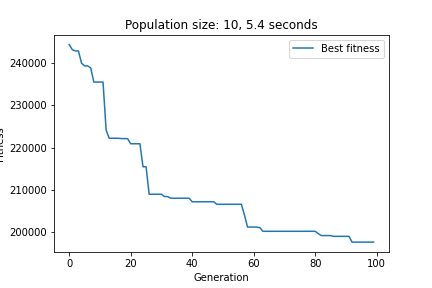 Population size: 10, 5.4 seconds
Best fitness
240000
230000
220000
210000
200000
Fitness
0
20
40
60
80
100
Generation